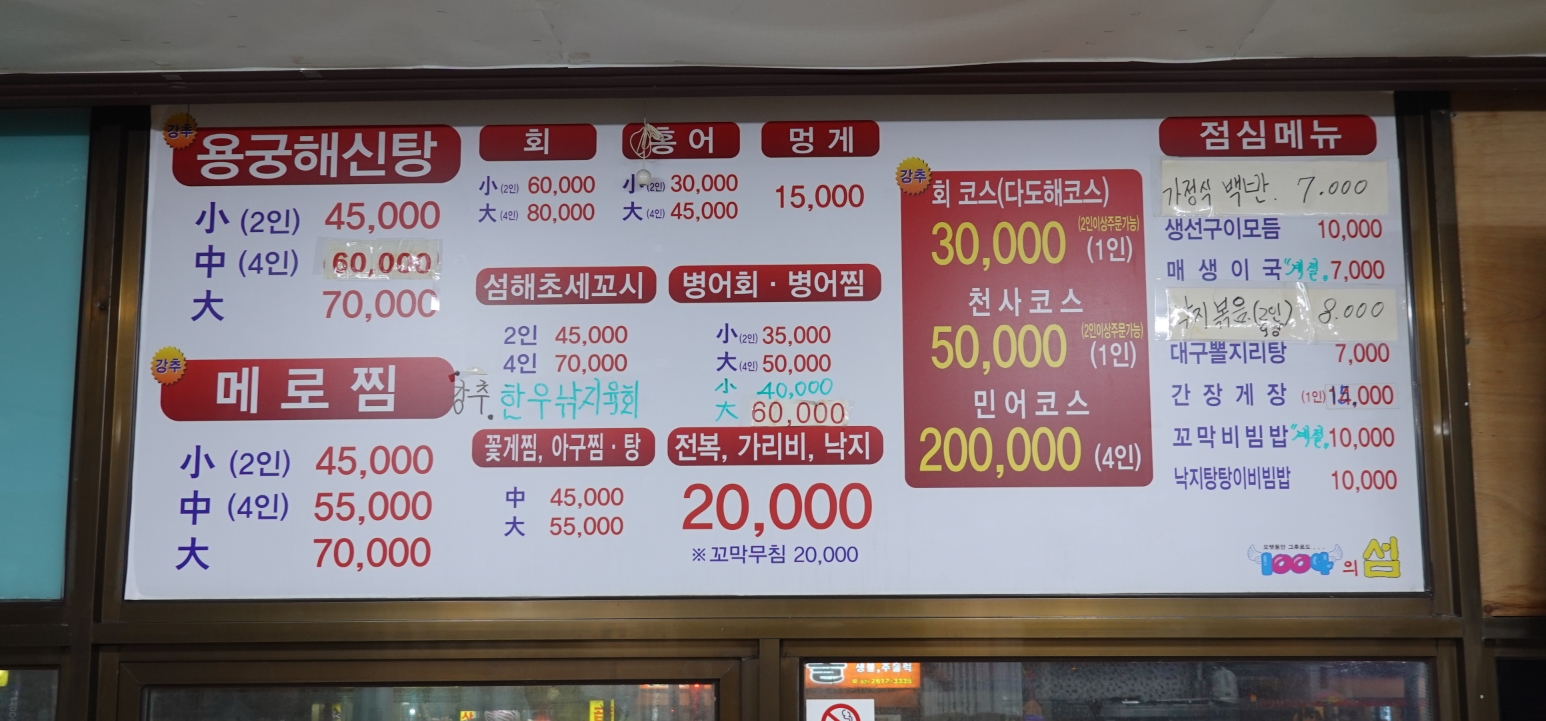 강추
용궁해신탕
小 (2인) 45,000
中 (4인) 60,000
大 70,000
강추
메로찜
小 (2인) 45,000
中 (4인) 55,000
大 70,000
회
小 (2인) 60,000
大 (4인) 80,000
홍어
小 (2인) 30,000
大 (4인) 45,000
멍게
15,000
섬해초세꼬시
2인 45,000
4인 70,000
강추. 한우낚지육회
小 40,000
大 60,000
병어회·병어찜
小 (2인) 35,000
大 (4인) 50,000
꽃게찜, 아구찜·탕
中 45,000
大 55,000
전복, 가리비, 낙지
20,000
※꼬막무침 20,000
강추
회 코스(다도해코스)
(2인이상주문가능)
30,000 (1인)
천사코스
(2인이상주문가능)
50,000 (1인)
민어코스
200,000 (4인)
점심메뉴
가정식 백반. 7.000
생선구이모듬 10,000
매생이국 "계절. 7,000
낙지볶음.(2인) 8.000
대구뽈지리탕 7,000
간장게장 (1인)
꼬막비빔밥 "계절. 10,000
낙지탕탕이비빔밥 10,000
1004의 섬